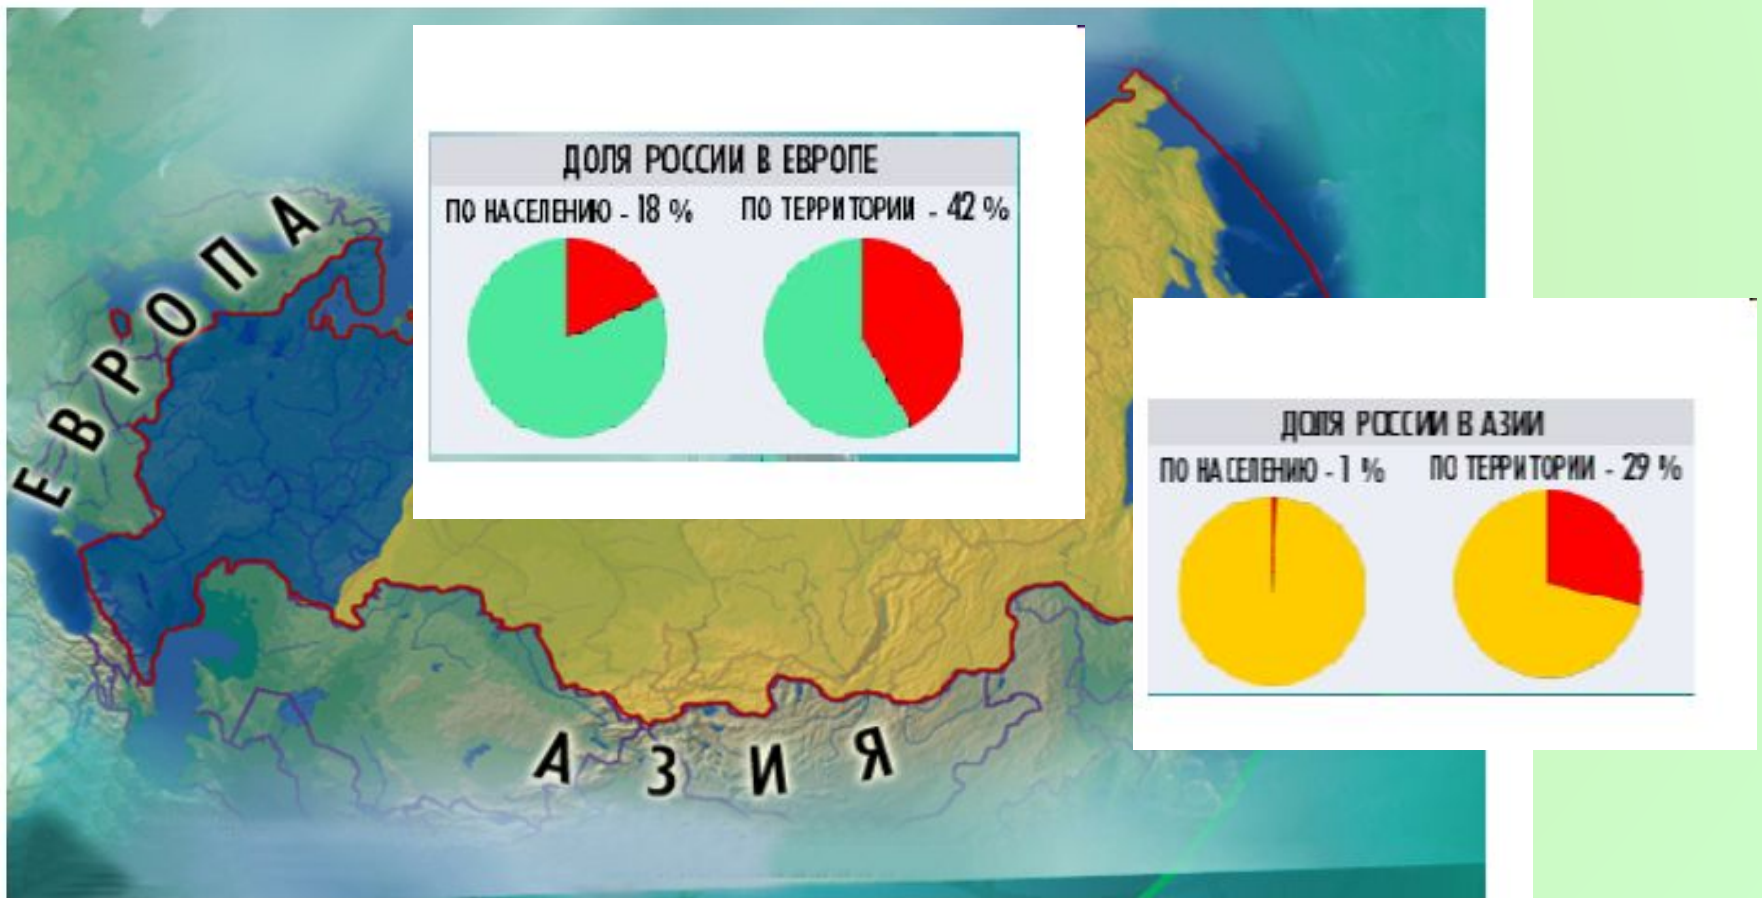 ЕВРОПА
ДОЛЯ РОССИИ В ЕВРОПЕ
ПО НАСЕЛЕНИЮ - 18 %
ПО ТЕРРИТОРИИ - 42 %
ДОЛЯ РОССИИ В АЗИИ
ПО НАСЕЛЕНИЮ - 1 %
ПО ТЕРРИТОРИИ - 29 %
АЗИЯ